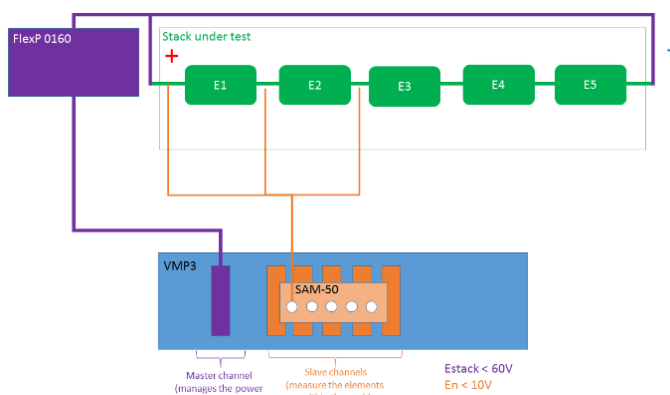 FlexP 0160
Stack under test
+
E1
E2
E3
E4
E5
VMP3
SAM-50
Master channel
(manages the power
Slave channels
(measure the elements
Estack < 60V
En < 10V